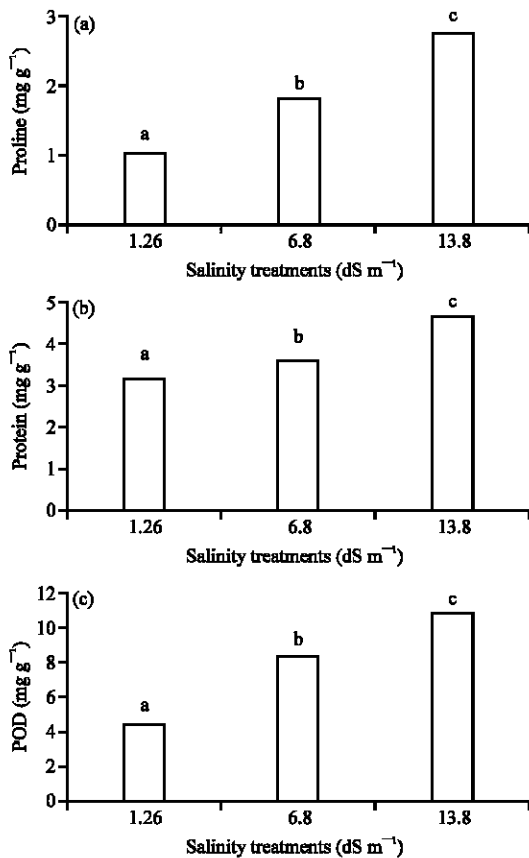 (a)
3
2
1
0
Proline (mg g⁻¹)
a
b
c
1.26 6.8 13.8
Salinity treatments (dS m⁻¹)
(b)
5
4
3
2
1
0
Protein (mg g⁻¹)
a
b
c
1.26 6.8 13.8
Salinity treatments (dS m⁻¹)
(c)
12
10
8
6
4
2
0
POD (mg g⁻¹)
a
b
c
1.26 6.8 13.8
Salinity treatments (dS m⁻¹)